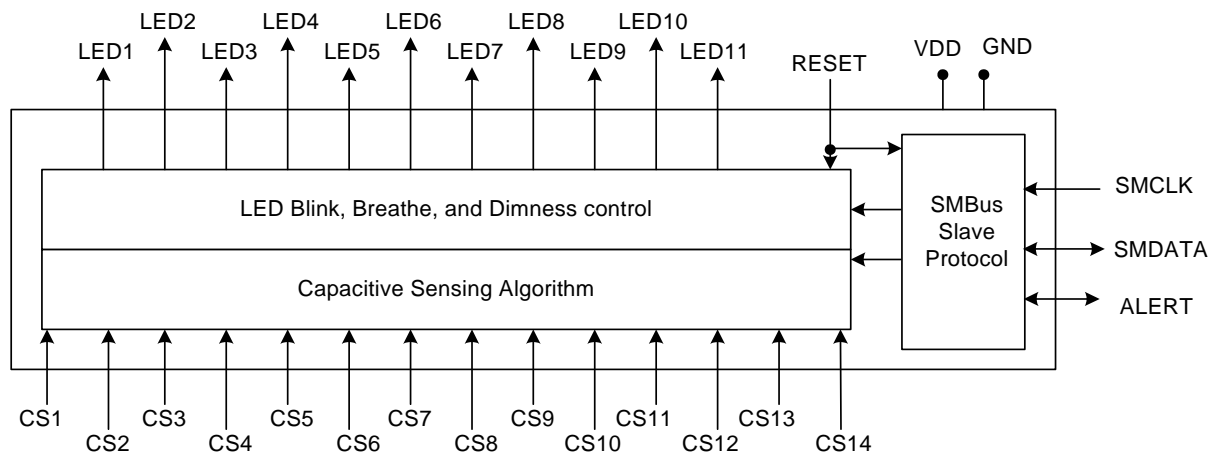 LED2 LED4 LED6 LED8 LED10
LED1 LED3 LED5 LED7 LED9 LED11
RESET
VDD GND
LED Blink, Breathe, and Dimness control
Capacitive Sensing Algorithm
SMBus
Slave
Protocol
SMCLK
SMDATA
ALERT
CS1 CS3 CS5 CS7 CS9 CS11 CS13
CS2 CS4 CS6 CS8 CS10 CS12 CS14